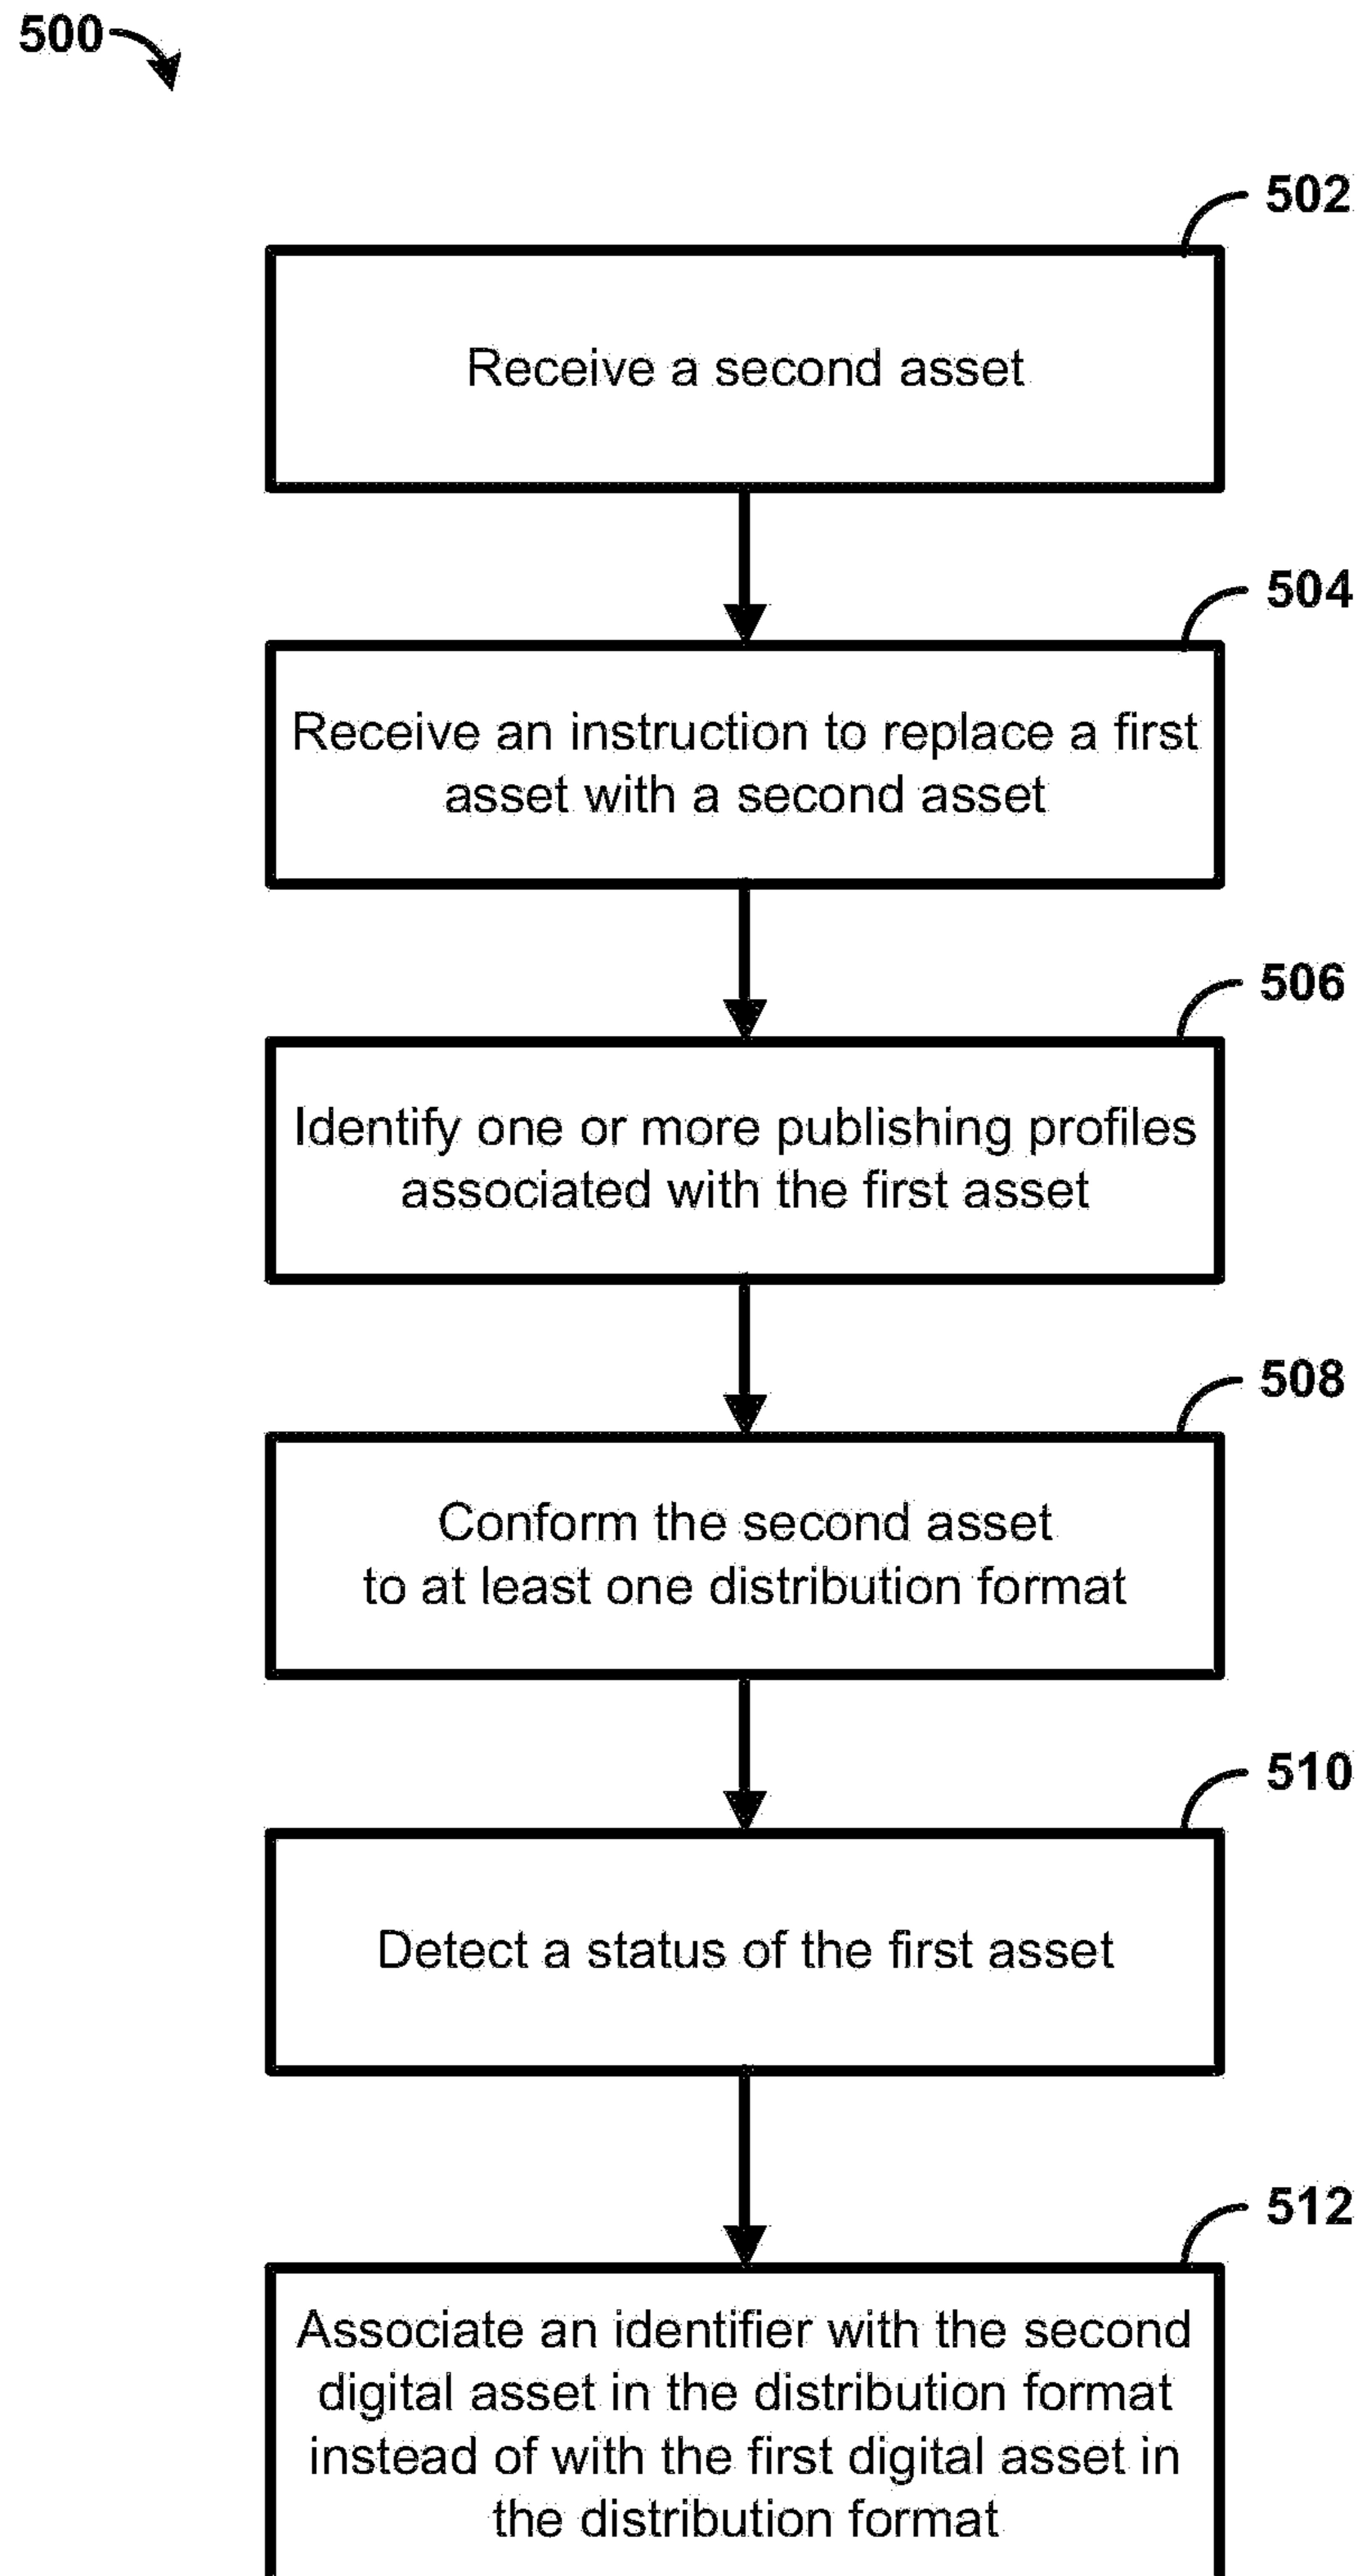 500
502
Receive a second asset
504
Receive an instruction to replace a first
asset with a second asset
506
Identify one or more publishing profiles
associated with the first asset
508
Conform the second asset
to at least one distribution format
510
Detect a status of the first asset
512
Associate an identifier with the second
digital asset in the distribution format
instead of with the first digital asset in
the distribution format